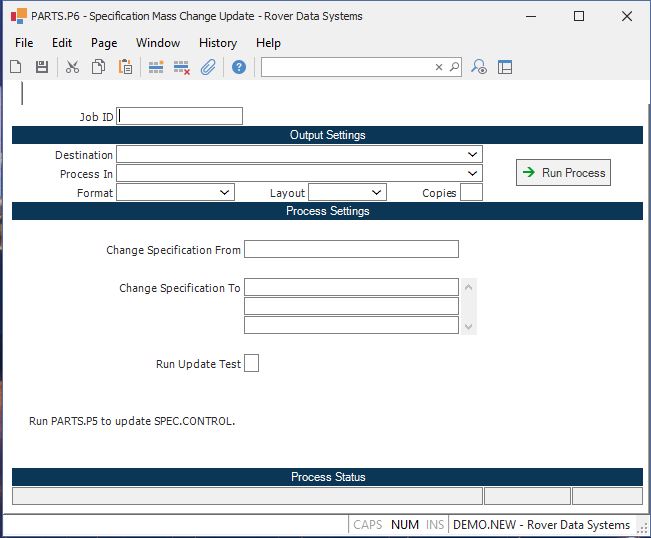 PARTS.P6 - Specification Mass Change Update - Rover Data Systems
File Edit Page Window History Help
Job ID
Output Settings
Destination
Process In
Run Process
Format Layout Copies
Process Settings
Change Specification From
Change Specification To
Run Update Test
Run PARTS.P5 to update SPEC.CONTROL.
Process Status
CAPS NUM INS DEMO.NEW - Rover Data Systems